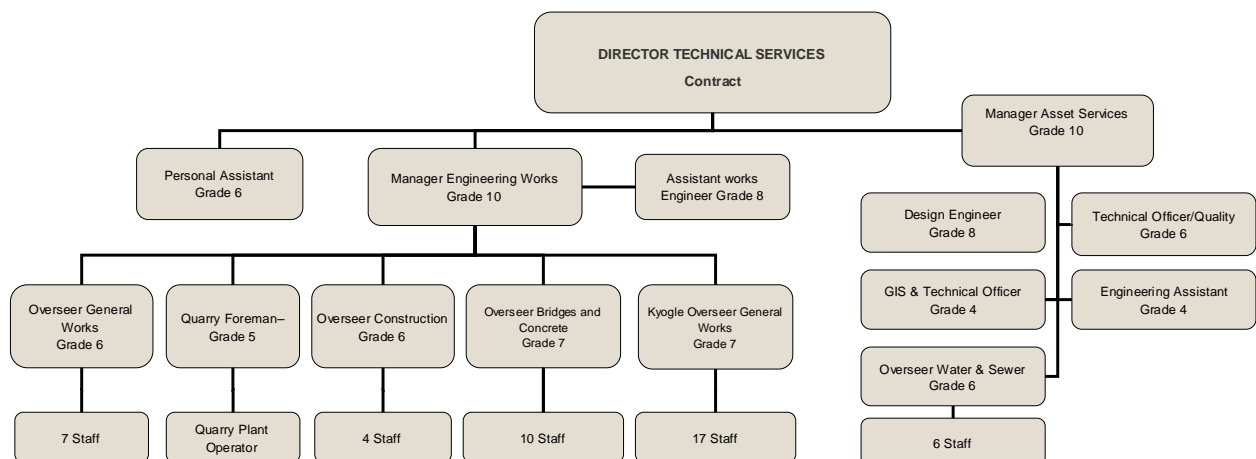 DIRECTOR TECHNICAL SERVICES
Contract
Manager Asset Services
Grade 10
Personal Assistant
Grade 6
Manager Engineering Works
Grade 10
Assistant works
Engineer Grade 8
Design Engineer
Grade 8
Technical Officer/Quality
Grade 6
GIS & Technical Officer
Grade 4
Engineering Assistant
Grade 4
Overseer General
Works
Grade 6
Quarry Foreman–
Grade 5
Overseer Construction
Grade 6
Overseer Bridges and
Concrete
Grade 7
Kyogle Overseer General
Works
Grade 7
Overseer Water & Sewer
Grade 6
7 Staff
Quarry Plant
Operator
4 Staff
10 Staff
17 Staff
6 Staff